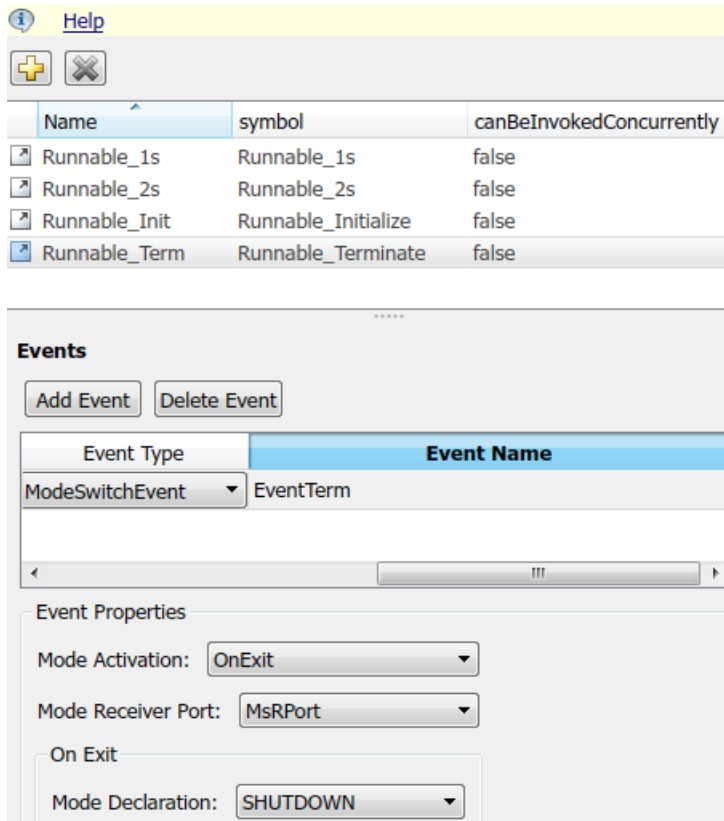 Help
Name symbol canBeInvokedConcurrently
Runnable_1s Runnable_1s false
Runnable_2s Runnable_2s false
Runnable_Init Runnable_Initialize false
Runnable_Term Runnable_Terminate false
Events
Add Event Delete Event
Event Type Event Name
ModeSwitchEvent EventTerm
Event Properties
Mode Activation: OnExit
Mode Receiver Port: MsRPort
On Exit
Mode Declaration: SHUTDOWN